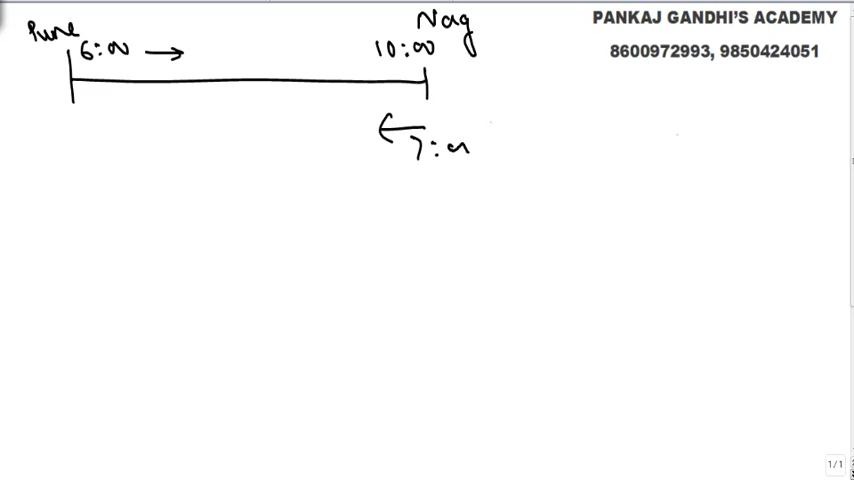 Nag
PANKAJ GANDHI'S ACADEMY
Pune
6:00
10:00
8600972993, 9850424051
7:00
1/1